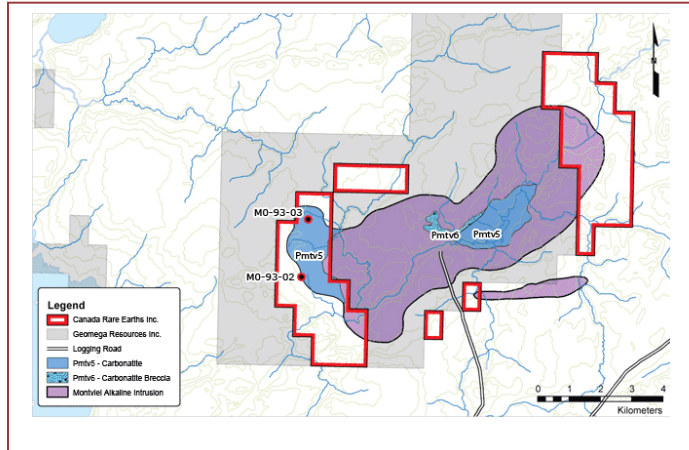 N
M0-93-03
Pmtv6
Pmtv5
Pmtv5
M0-93-02
Legend
Canada Rare Earths Inc.
Geomega Resources Inc.
Logging Road
Pmtv5 - Carbonatite
Pmtv6 - Carbonatite Breccia
Montviel Alkaline Intrusion
0 1 2 3 4
Kilometers